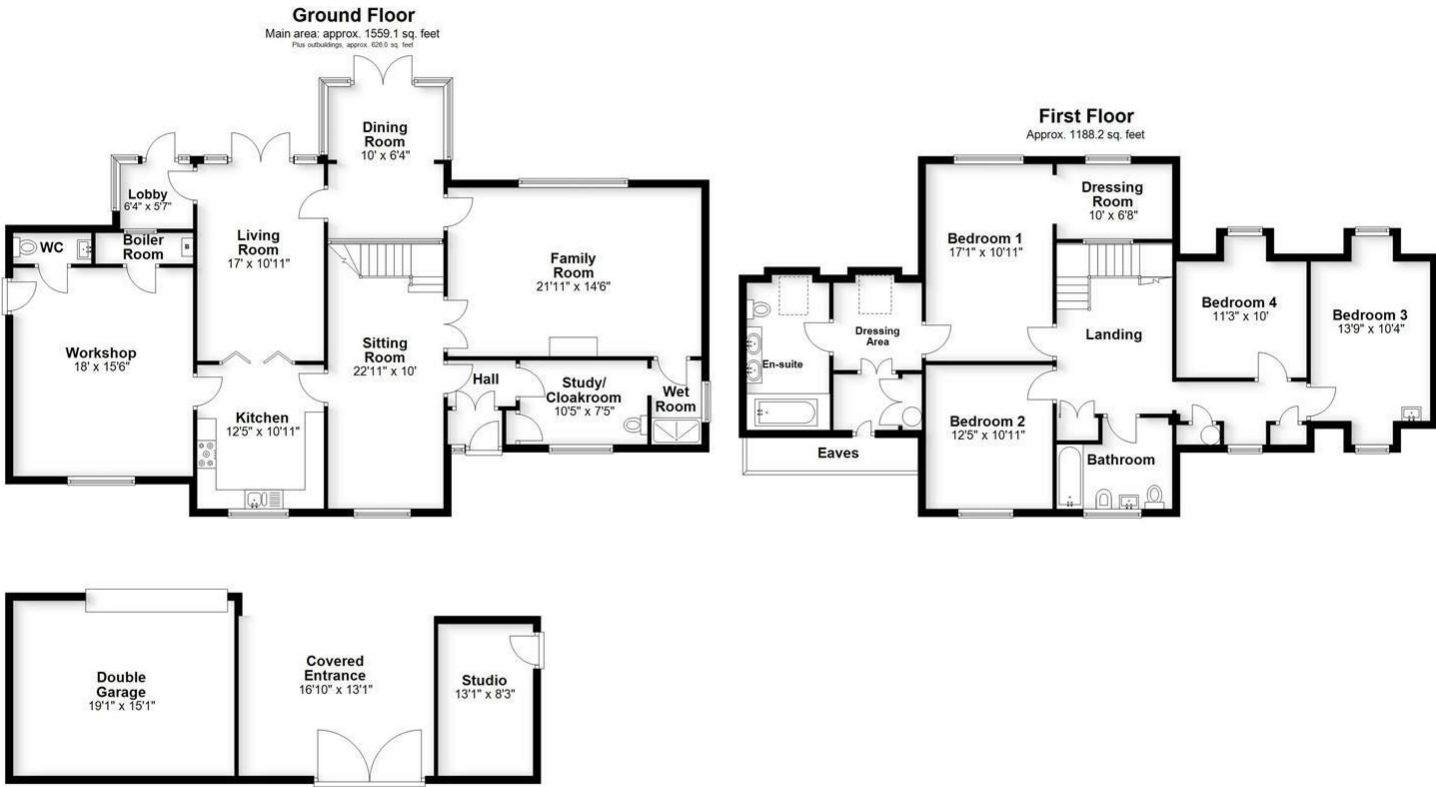 Ground Floor
Main area: approx. 1559.1 sq. feet
Plus outbuildings, approx. 626.0 sq. feet
Dining
Room
10' x 6'4"
Lobby
6'4" x 5'7"
WC
Boiler
Room
B
Living
Room
17' x 10'11"
Family
Room
21'11" x 14'6"
Workshop
18' x 15'6"
Sitting
Room
22'11" x 10'
Kitchen
12'5" x 10'11"
Hall
Study/
Cloakroom
10'5" x 7'5"
Wet
Room
Double
Garage
19'1" x 15'1"
Covered
Entrance
16'10" x 13'1"
Studio
13'1" x 8'3"
First Floor
Approx. 1188.2 sq. feet
Dressing
Room
10' x 6'8"
Bedroom 1
17'1" x 10'11"
Bedroom 4
11'3" x 10'
Bedroom 3
13'9" x 10'4"
Landing
Dressing
Area
En-suite
Bedroom 2
12'5" x 10'11"
Eaves
Bathroom